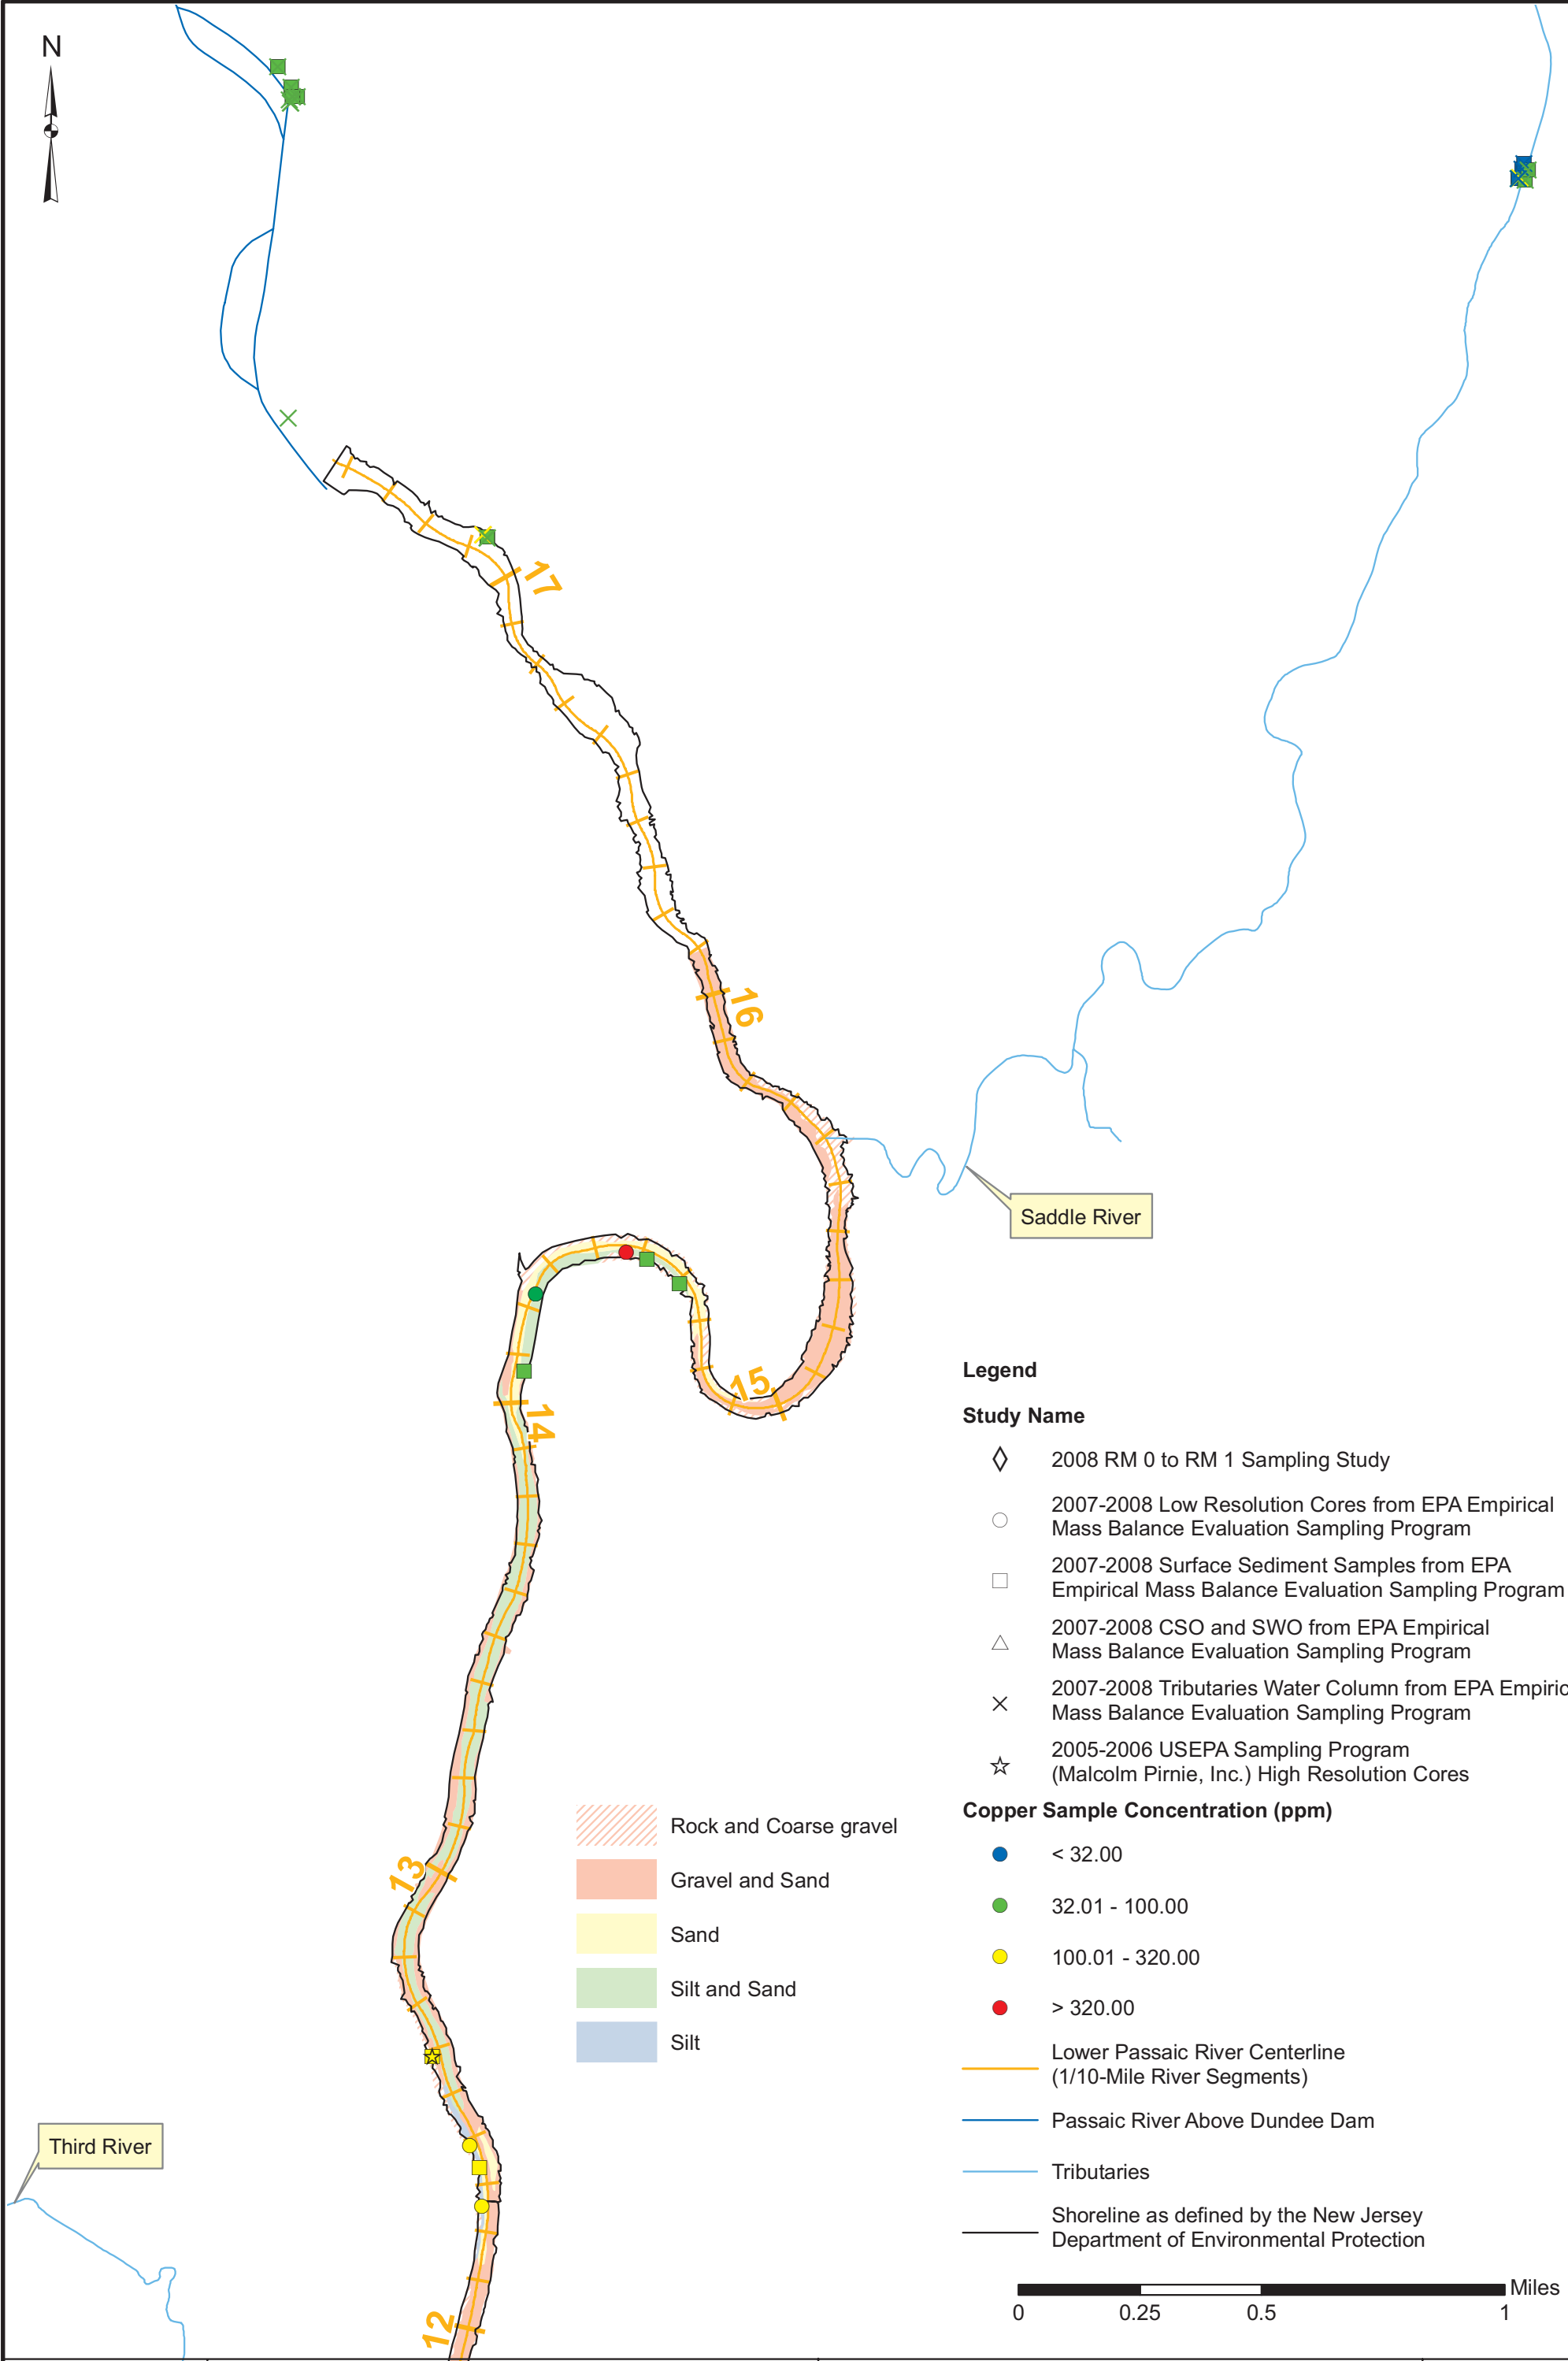 N
17
16
Saddle River
15
14
13
12
Third River
Rock and Coarse gravel
Gravel and Sand
Sand
Silt and Sand
Silt
Legend
Study Name
2008 RM 0 to RM 1 Sampling Study
2007-2008 Low Resolution Cores from EPA Empirical
Mass Balance Evaluation Sampling Program
2007-2008 Surface Sediment Samples from EPA
Empirical Mass Balance Evaluation Sampling Program
2007-2008 CSO and SWO from EPA Empirical
Mass Balance Evaluation Sampling Program
2007-2008 Tributaries Water Column from EPA Empiric
Mass Balance Evaluation Sampling Program
2005-2006 USEPA Sampling Program
(Malcolm Pirnie, Inc.) High Resolution Cores
Copper Sample Concentration (ppm)
< 32.00
32.01 - 100.00
100.01 - 320.00
> 320.00
Lower Passaic River Centerline
(1/10-Mile River Segments)
Passaic River Above Dundee Dam
Tributaries
Shoreline as defined by the New Jersey
Department of Environmental Protection
Miles
0 0.25 0.5 1